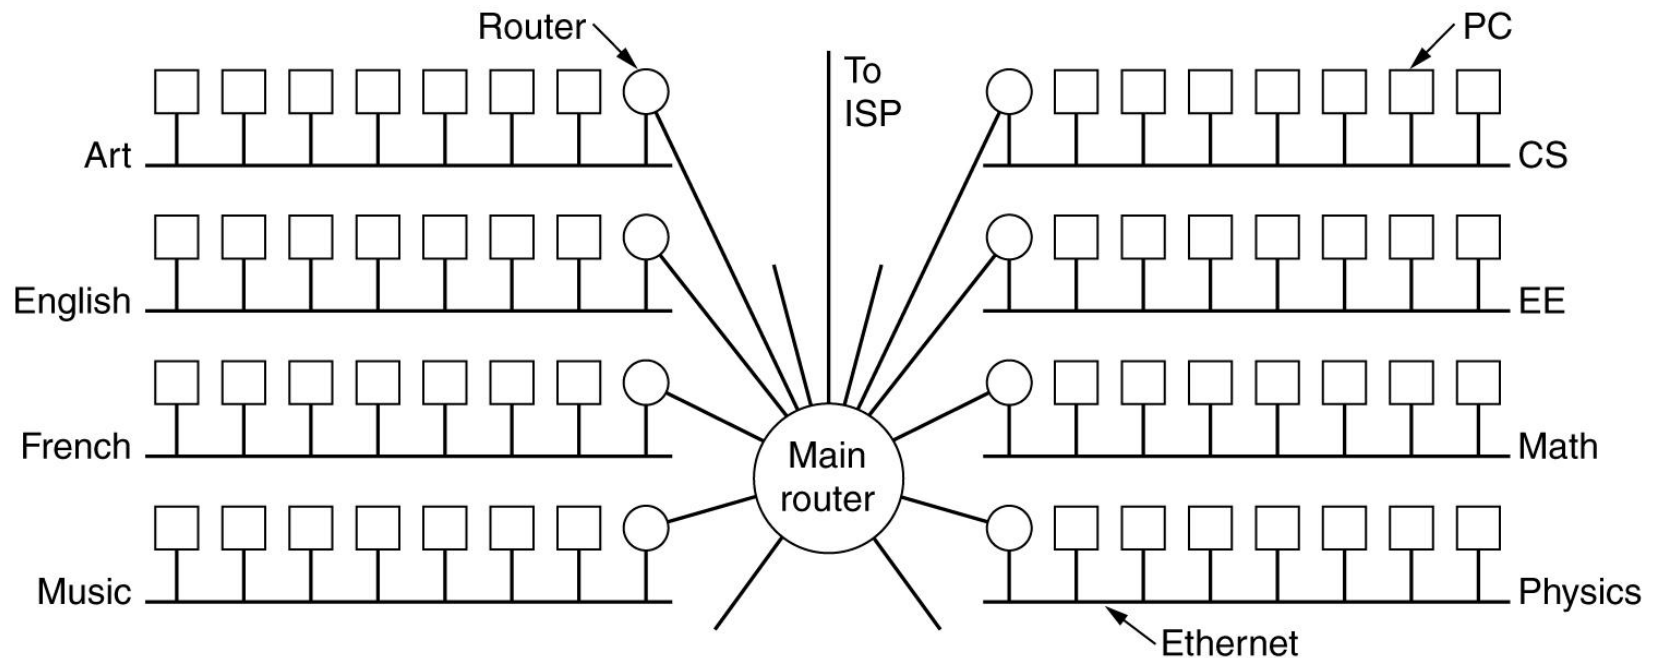 Router
PC
To
ISP
Art
CS
English
EE
French
Math
Main
router
Music
Physics
Ethernet